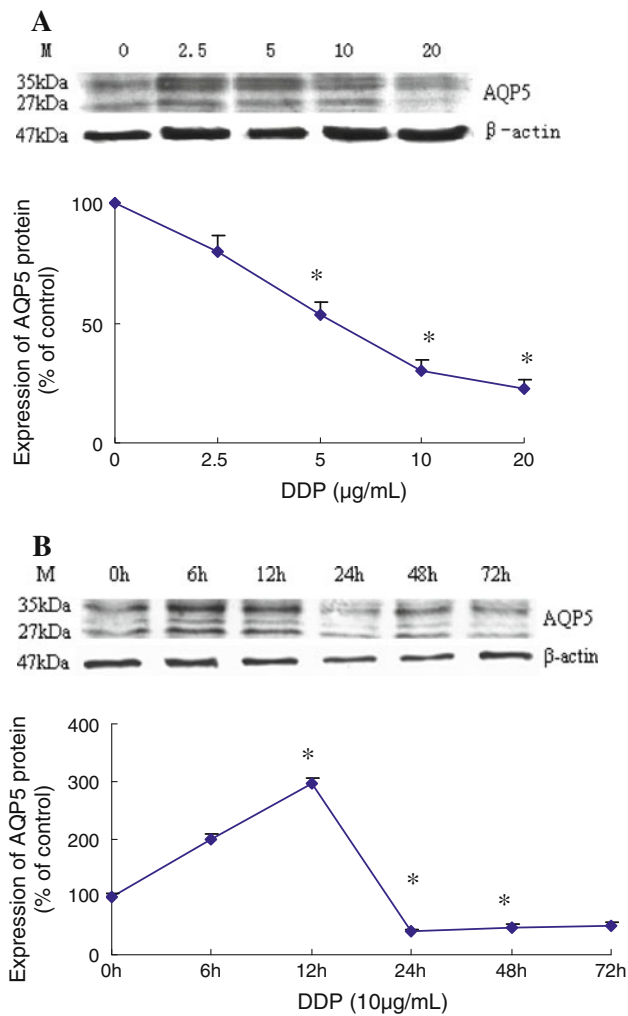 A
M 0 2.5 5 10 20
35kDa
27kDa
AQP5
47kDa
β-actin
Expression of AQP5 protein
(% of control)
100
50
0
*
*
*
0 2.5 5 10 20
DDP (μg/mL)
B
M 0h 6h 12h 24h 48h 72h
35kDa
27kDa
AQP5
47kDa
β-actin
Expression of AQP5 protein
(% of control)
400
300
200
100
0
*
*
*
0h 6h 12h 24h 48h 72h
DDP (10μg/mL)